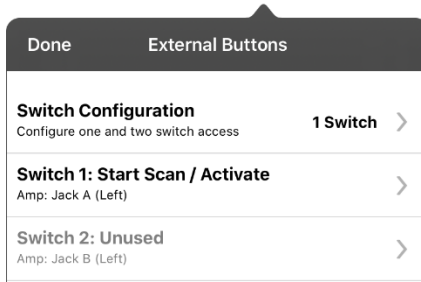 Done External Buttons
Switch Configuration
Configure one and two switch access
1 Switch
Switch 1: Start Scan / Activate
Amp: Jack A (Left)
Switch 2: Unused
Amp: Jack B (Left)